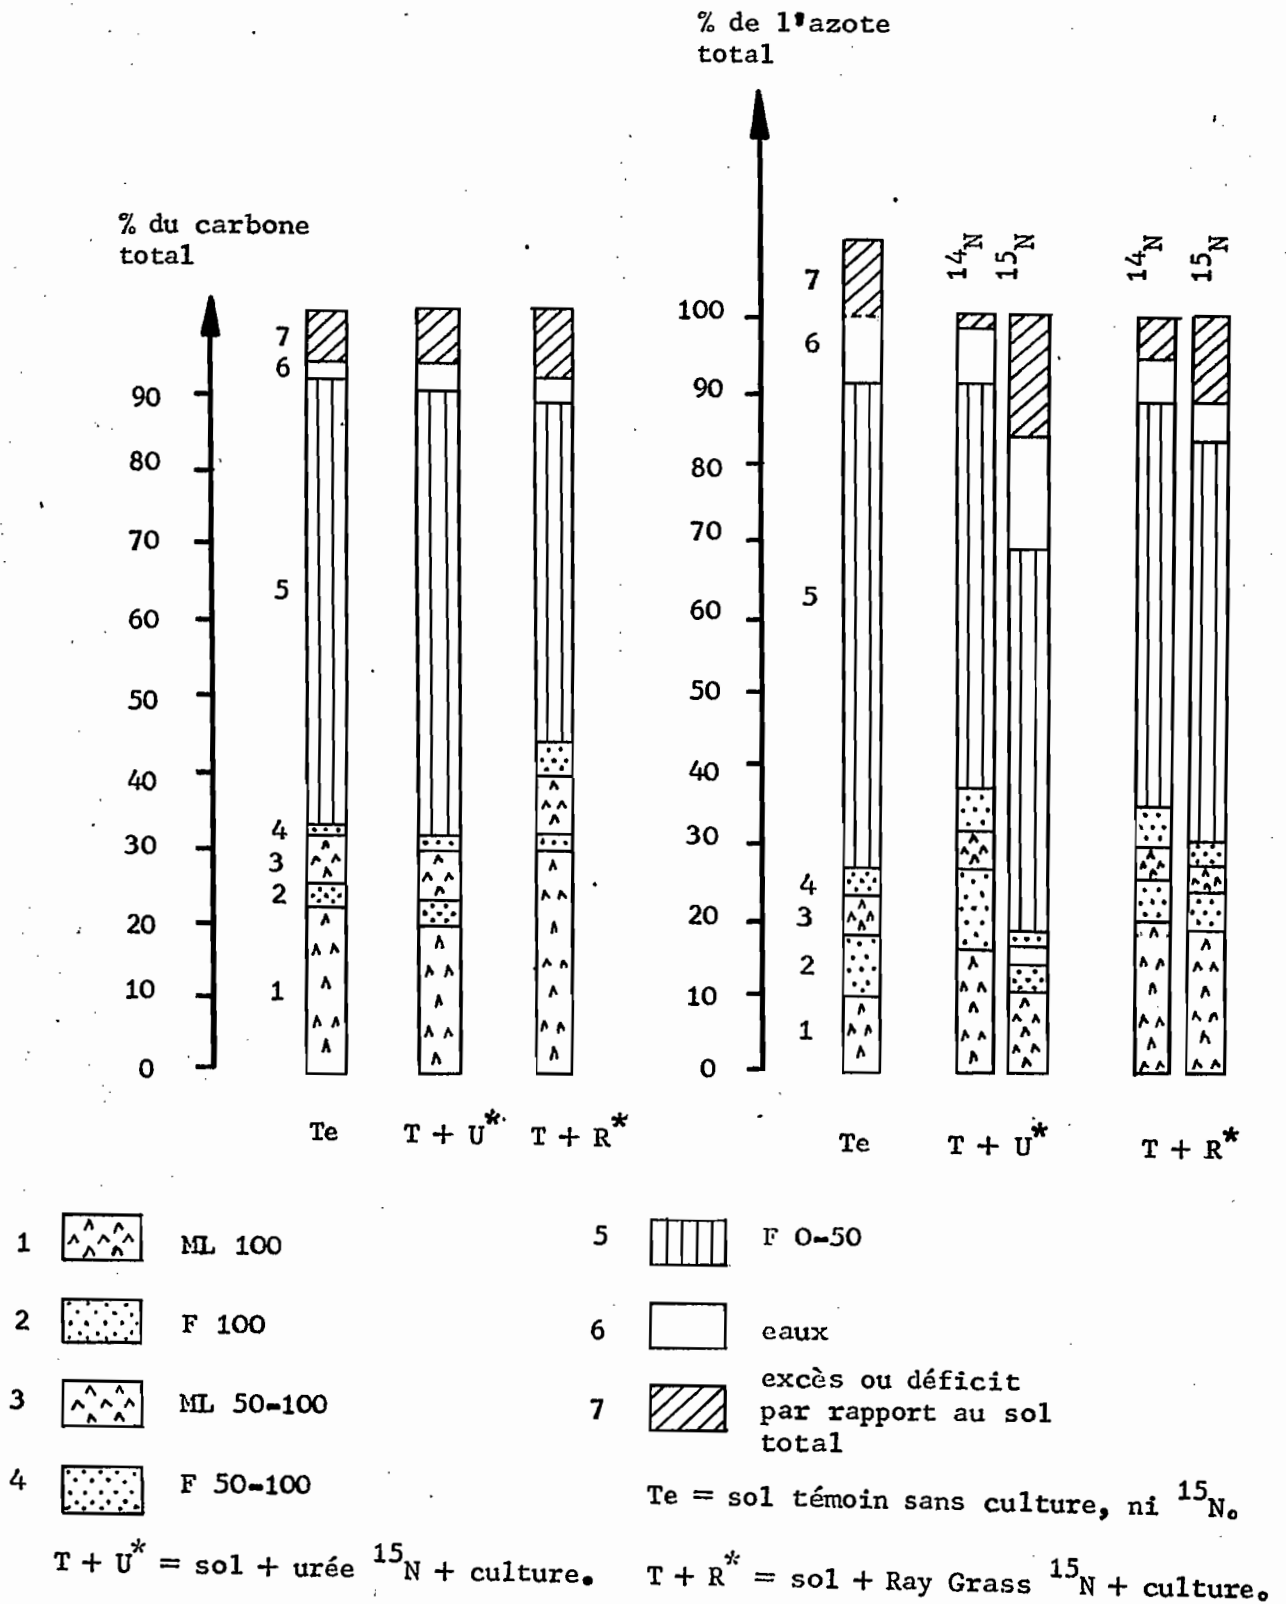 % de l'azote
total
% du carbone
total
14N
15N
14N
15N
7
6
5
4
3
2
1
90
80
70
60
50
40
30
20
10
0
7
6
5
4
3
2
1
100
90
80
70
60
50
40
30
20
10
0
Te
T + U*
T + R*
Te
T + U*
T + R*
1 ML 100
2 F 100
3 ML 50-100
4 F 50-100
5 F 0-50
6 eaux
7 excès ou déficit
par rapport au sol
total
Te = sol témoin sans culture, ni 15N.
T + U* = sol + urée 15N + culture.
T + R* = sol + Ray Grass 15N + culture.